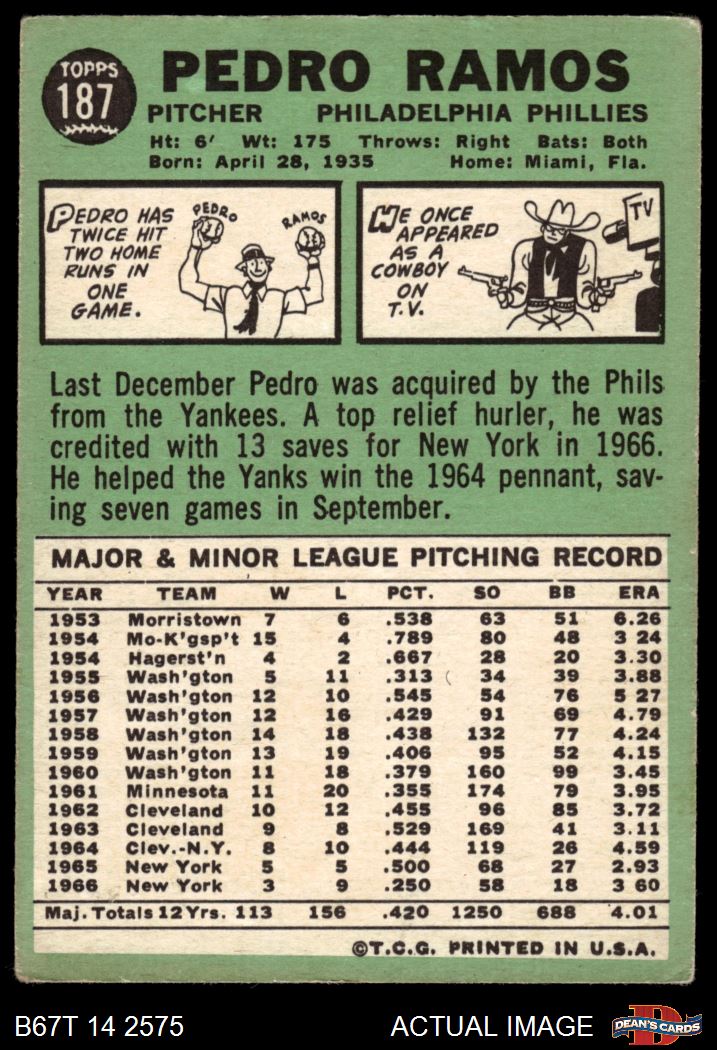 TOPPS
187
PEDRO RAMOS
PITCHER PHILADELPHIA PHILLIES
Ht: 6' Wt: 175 Throws: Right Bats: Both
Born: April 28, 1935 Home: Miami, Fla.
PEDRO HAS
TWICE HIT
TWO HOME
RUNS IN
ONE
GAME.
PEDRO
RAMOS
HE ONCE
APPEARED
AS A
COWBOY
ON
T.V.
TV
Last December Pedro was acquired by the Phils
from the Yankees. A top relief hurler, he was
credited with 13 saves for New York in 1966.
He helped the Yanks win the 1964 pennant, sav-
ing seven games in September.
MAJOR & MINOR LEAGUE PITCHING RECORD
YEAR TEAM W L PCT. SO BB ERA
1953 Morristown 7 6 .538 63 51 6.26
1954 Mo-K'gsp't 15 4 .789 80 48 3 24
1954 Hagerst'n 4 2 .667 28 20 3.30
1955 Wash'gton 5 11 .313 34 39 3.88
1956 Wash'gton 12 10 .545 54 76 5 27
1957 Wash'gton 12 16 .429 91 69 4.79
1958 Wash'gton 14 18 .438 132 77 4.24
1959 Wash'gton 13 19 .406 95 52 4.15
1960 Wash'gton 11 18 .379 160 99 3.45
1961 Minnesota 11 20 .355 174 79 3.95
1962 Cleveland 10 12 .455 96 85 3.72
1963 Cleveland 9 8 .529 169 41 3.11
1964 Clev.-N.Y. 8 10 .444 119 26 4.59
1965 New York 5 5 .500 68 27 2.93
1966 New York 3 9 .250 58 18 3 60
Maj. Totals 12 Yrs. 113 156 .420 1250 688 4.01
©T.C.G. PRINTED IN U.S.A.
B67T 14 2575 ACTUAL IMAGE
D
DEAN'S CARDS